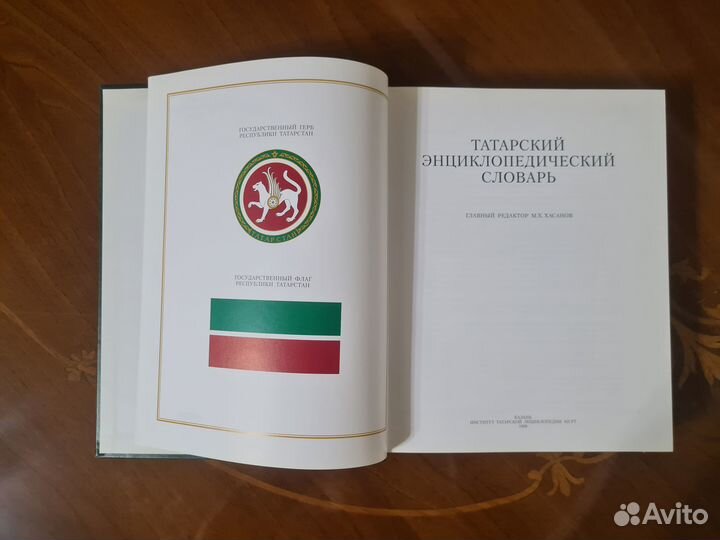 ГОСУДАРСТВЕННЫЙ ГЕРБ
РЕСПУБЛИКИ ТАТАРСТАН
ТАТАРСТАН
ГОСУДАРСТВЕННЫЙ ФЛАГ
РЕСПУБЛИКИ ТАТАРСТАН
ТАТАРСКИЙ
ЭНЦИКЛОПЕДИЧЕСКИЙ
СЛОВАРЬ
ГЛАВНЫЙ РЕДАКТОР М.Х. ХАСАНОВ
КАЗАНЬ
ИНСТИТУТ ТАТАРСКОЙ ЭНЦИКЛОПЕДИИ АН РТ
Avito